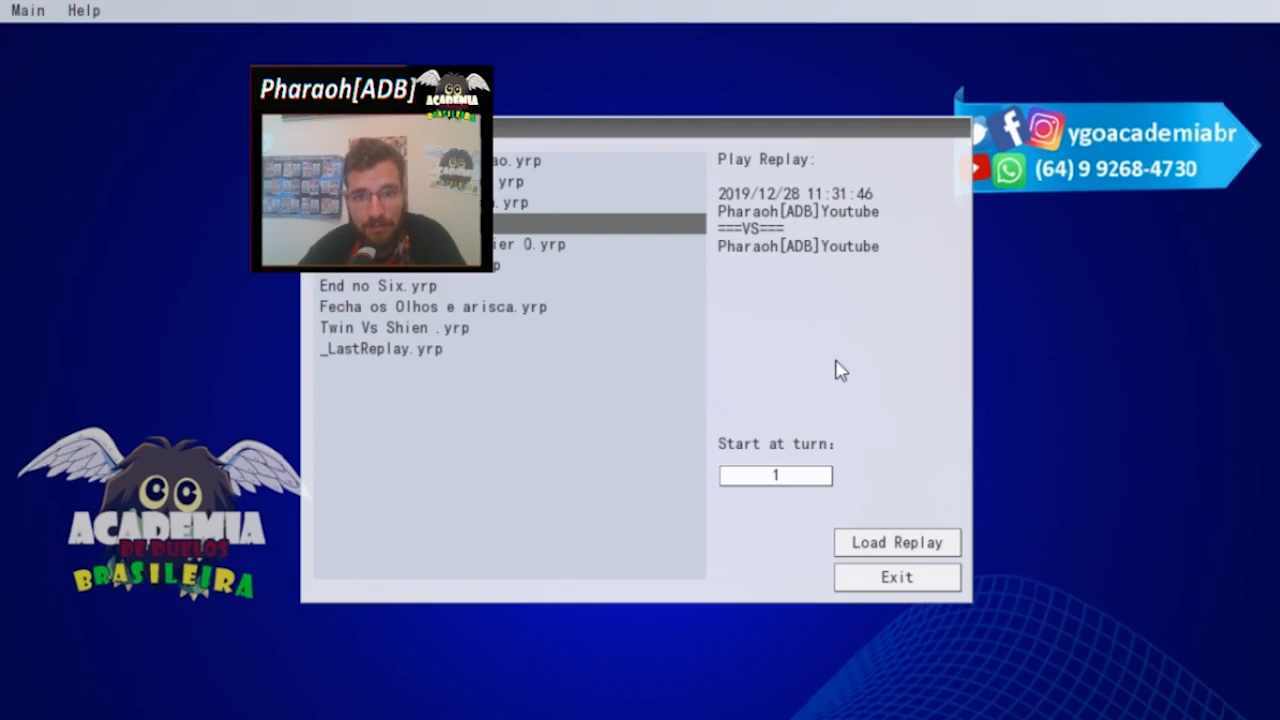 Main Help
Pharaoh[ADB]
ACADEMIA
BRASILEIRA
ygoacademiabr
(64) 9 9268-4730
ao.yrp
yrp
.yrp
ier O.yrp
p
End no Six.yrp
Fecha os Olhos e arisca.yrp
Twin Vs Shien .yrp
_LastReplay.yrp
Play Replay:
2019/12/28 11:31:46
Pharaoh[ADB]Youtube
===VS===
Pharaoh[ADB]Youtube
Start at turn:
1
Load Replay
Exit
ACADEMIA
DE DUELOS
BRASILEIRA